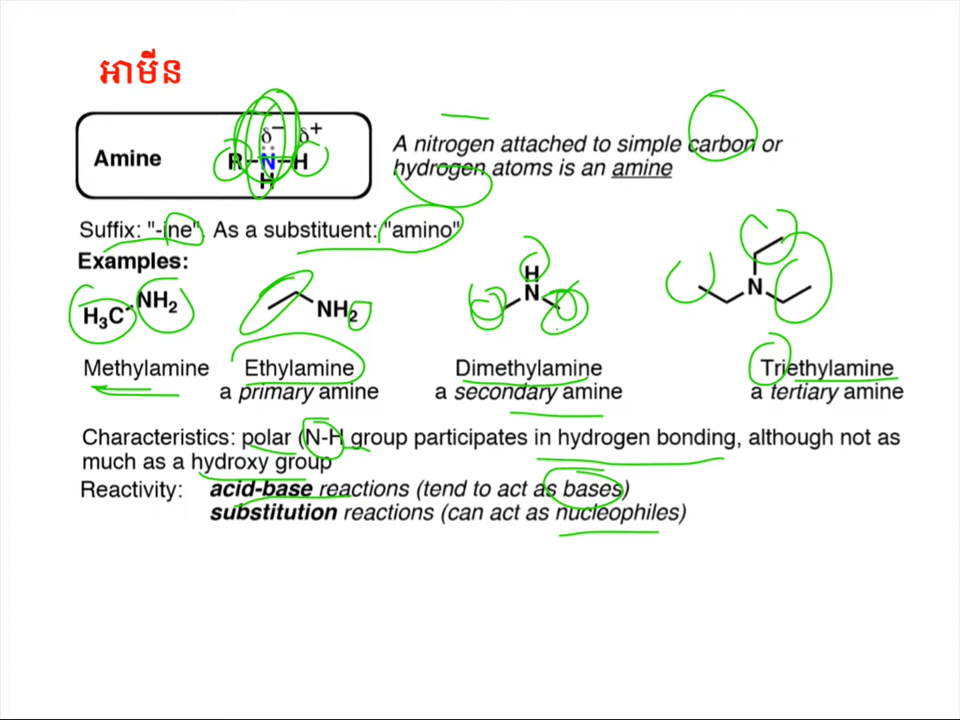 អាមីន
Amine
δ− δ+
R–N–H
H
A nitrogen attached to simple carbon or
hydrogen atoms is an amine
Suffix: "-ine". As a substituent: "amino"
Examples:
H3C NH2
NH2
H
N
N
Methylamine
Ethylamine
a primary amine
Dimethylamine
a secondary amine
Triethylamine
a tertiary amine
Characteristics: polar (N-H group participates in hydrogen bonding, although not as
much as a hydroxy group
Reactivity: acid-base reactions (tend to act as bases)
substitution reactions (can act as nucleophiles)